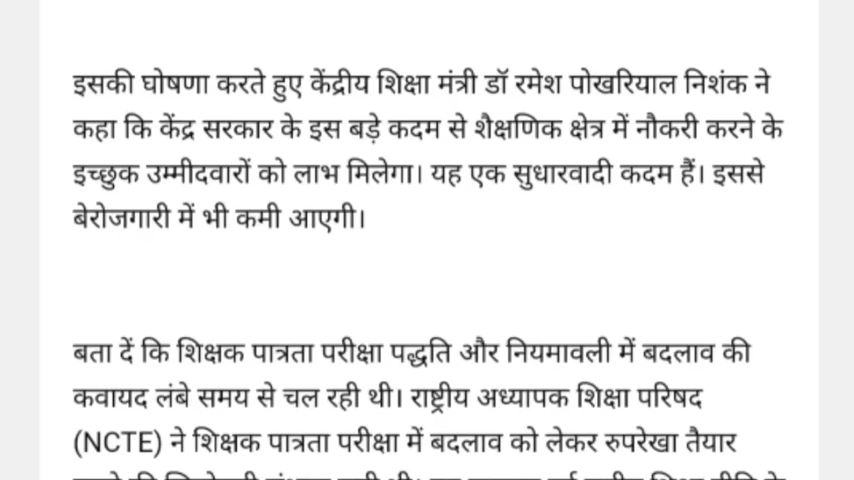 इसकी घोषणा करते हुए केंद्रीय शिक्षा मंत्री डॉ रमेश पोखरियाल निशंक ने
कहा कि केंद्र सरकार के इस बड़े कदम से शैक्षणिक क्षेत्र में नौकरी करने के
इच्छुक उम्मीदवारों को लाभ मिलेगा। यह एक सुधारवादी कदम हैं। इससे
बेरोजगारी में भी कमी आएगी।
बता दें कि शिक्षक पात्रता परीक्षा पद्धति और नियमावली में बदलाव की
कवायद लंबे समय से चल रही थी। राष्ट्रीय अध्यापक शिक्षा परिषद
(NCTE) ने शिक्षक पात्रता परीक्षा में बदलाव को लेकर रुपरेखा तैयार